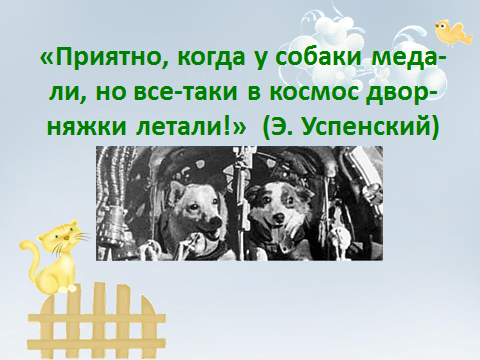 «Приятно, когда у собаки меда-
ли, но все-таки в космос двор-
няжки летали!» (Э. Успенский)